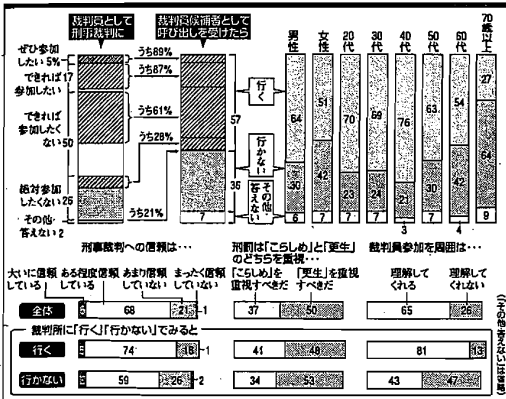 裁判員として
刑事裁判に
裁判員候補者として
呼び出しを受けたら
ぜひ参加
したい 5%
できれば 17
参加したい
できれば
参加したく
ない 50
絶対参加
したくない 26
その他・
答えない 2
うち89%
うち87%
うち61%
うち28%
うち21%
行く
57
行かない
36
その他・答えない
7
男性 女性 20代 30代 40代 50代 60代 70歳以上
64 51 70 69 76 63 54 27
30 42 23 24 21 30 42 64
6 7 7 7 3 7 4 9
刑事裁判への信頼は…
大いに信頼している
ある程度信頼している
あまり信頼していない
まったく信頼していない
刑罰は「こらしめ」と「更生」
のどちらを重視…
「こらしめ」を重視すべきだ
「更生」を重視すべきだ
裁判員参加を周囲は…
理解してくれる
理解してくれない
全体 68 21 1 37 50 65 26
裁判所に「行く」「行かない」でみると
行く 74 18 1 41 48 81 13
行かない 59 26 2 34 53 43 47
(「その他・答えない」は省略)